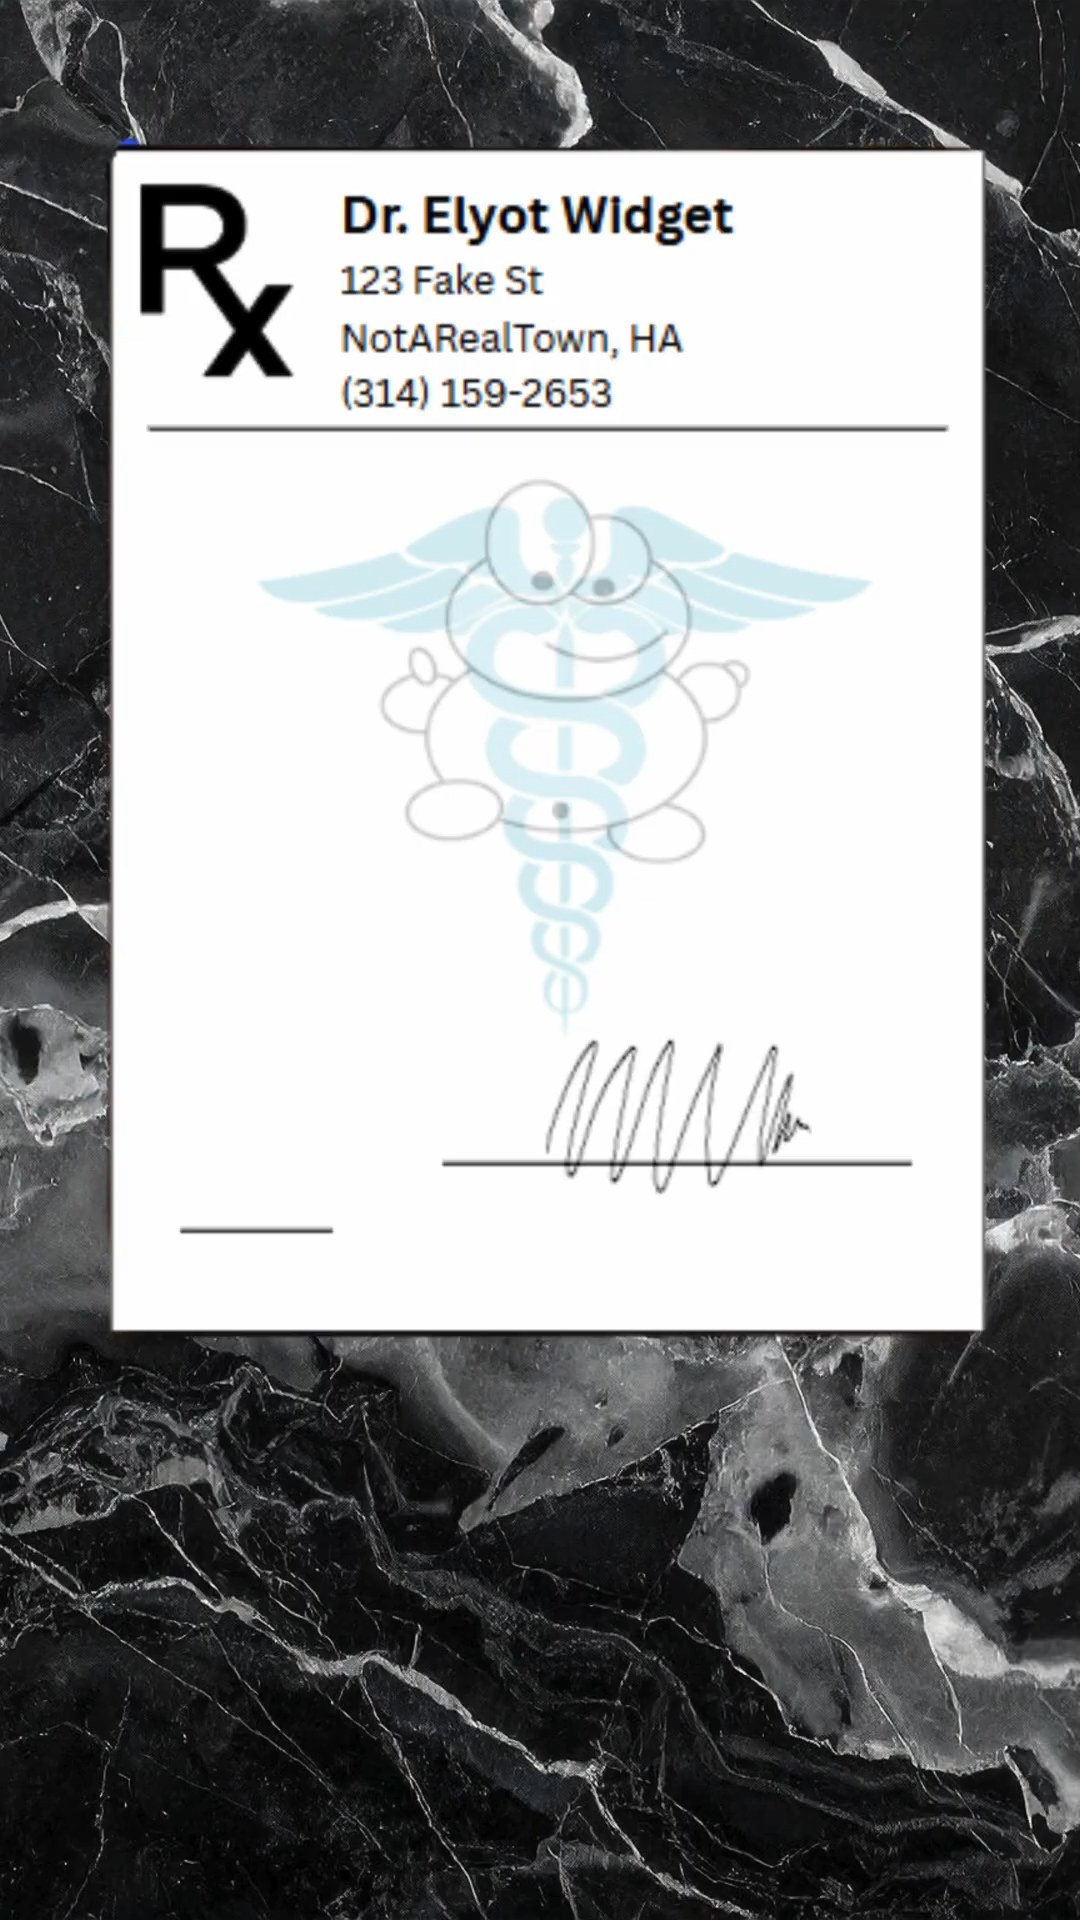 Rx
Dr. Elyot Widget
123 Fake St
NotARealTown, HA
(314) 159-2653